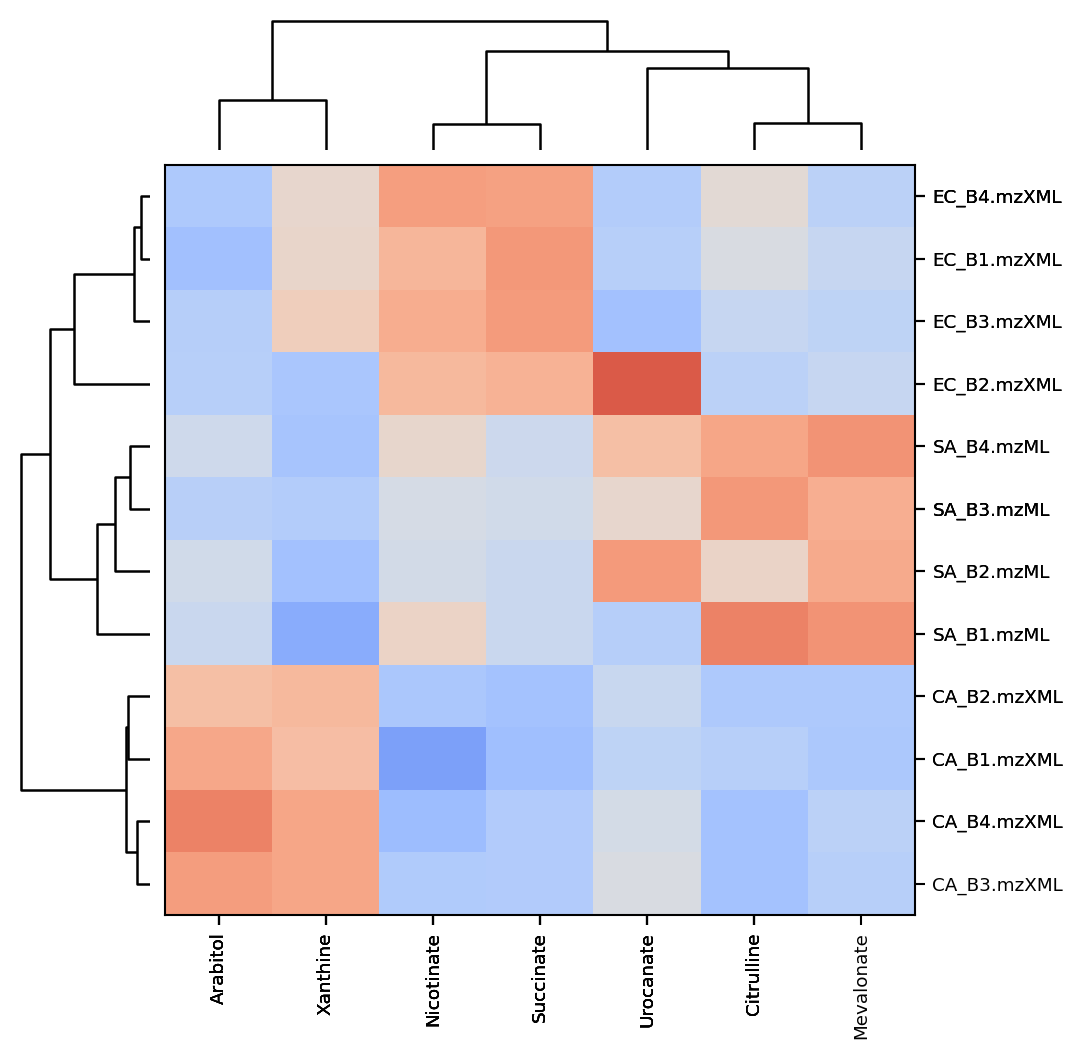 EC_B4.mzXML
EC_B1.mzXML
EC_B3.mzXML
EC_B2.mzXML
SA_B4.mzML
SA_B3.mzML
SA_B2.mzML
SA_B1.mzML
CA_B2.mzXML
CA_B1.mzXML
CA_B4.mzXML
CA_B3.mzXML
Arabitol
Xanthine
Nicotinate
Succinate
Urocanate
Citrulline
Mevalonate